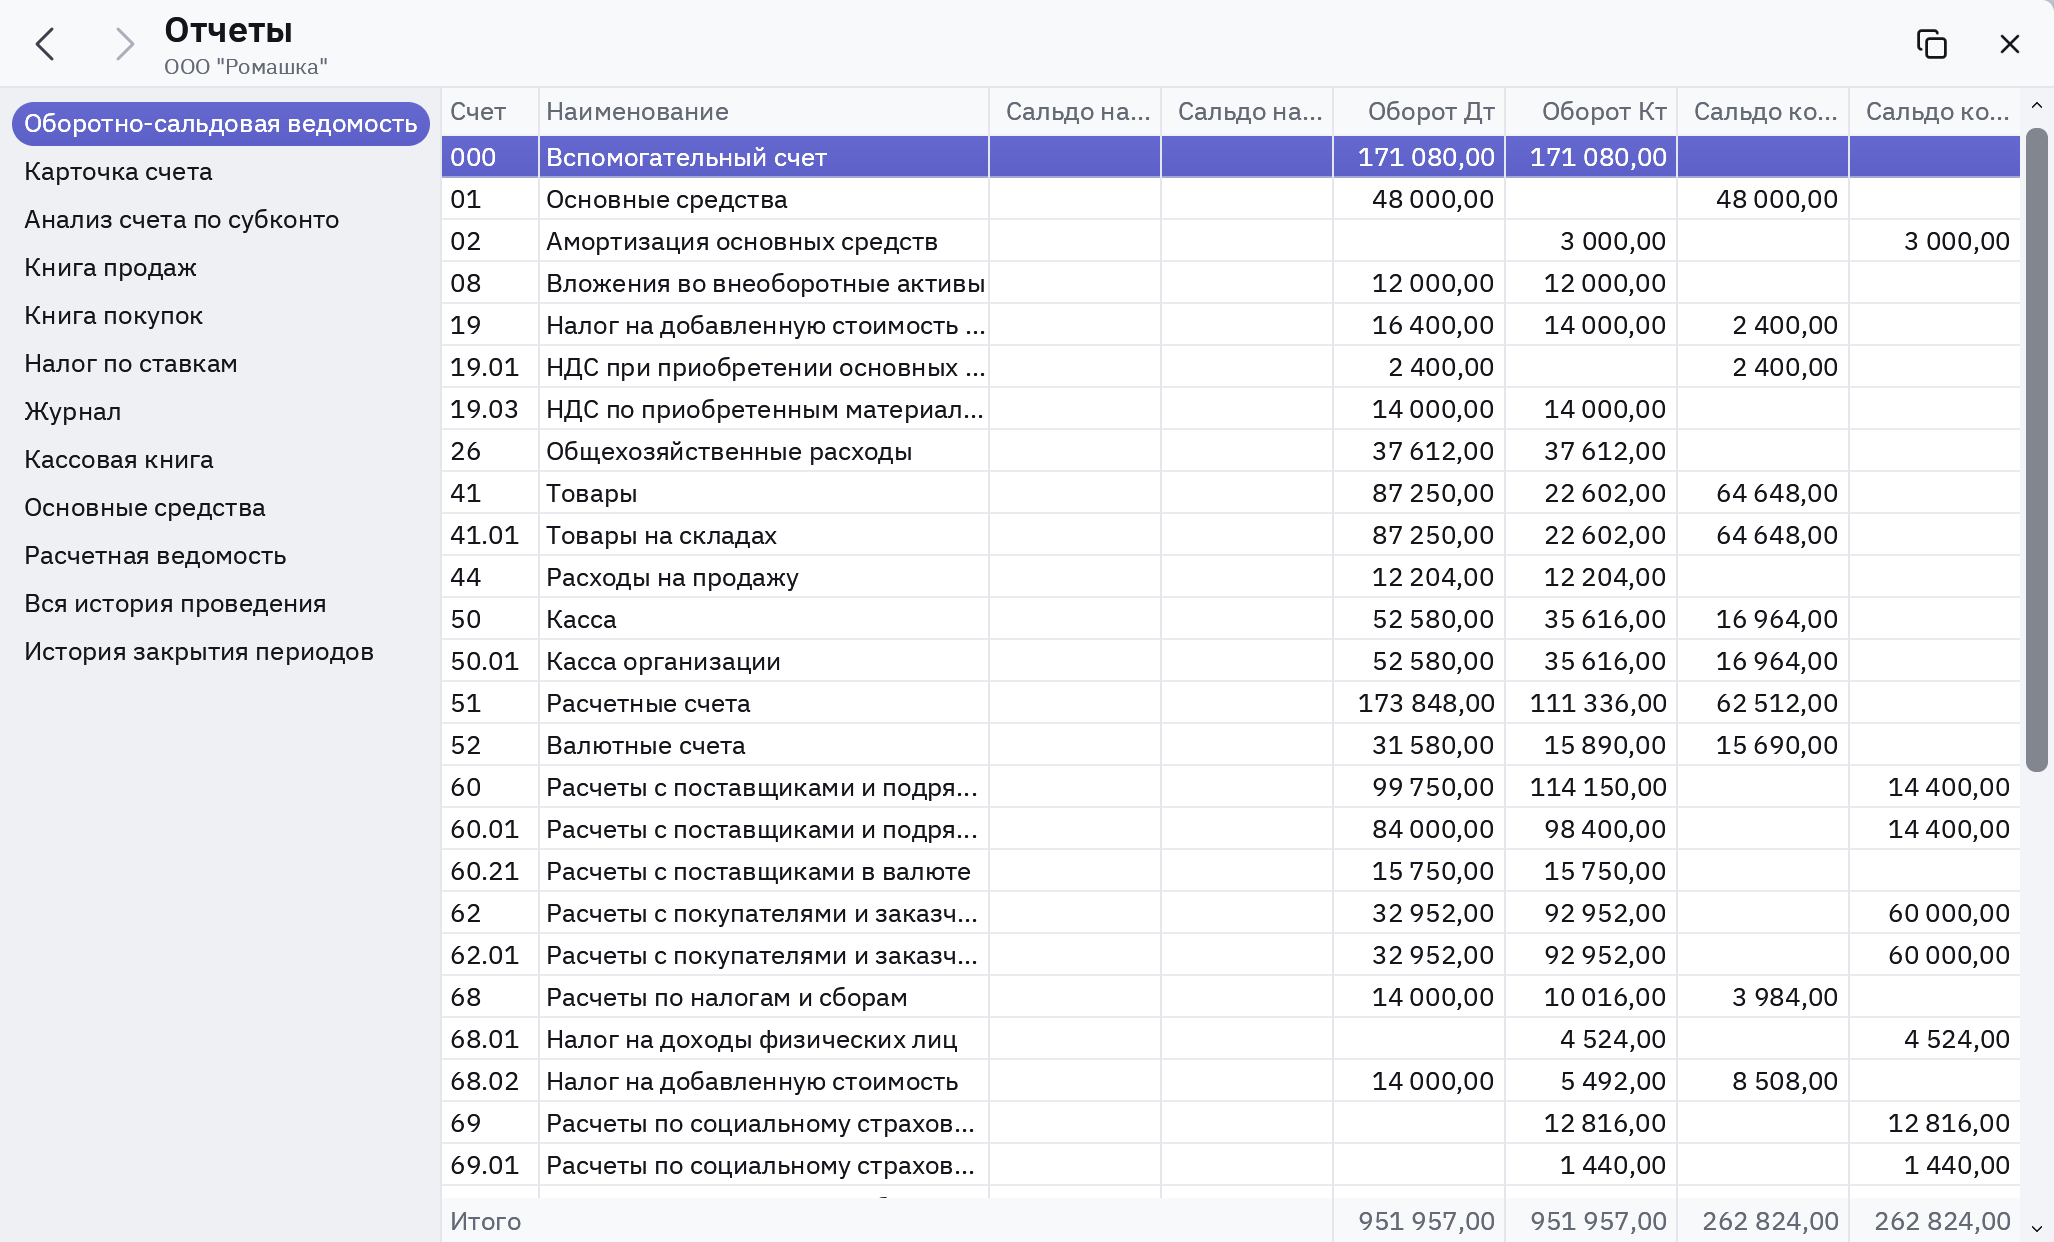 Отчеты
ООО "Ромашка"
Оборотно-сальдовая ведомость
Карточка счета
Анализ счета по субконто
Книга продаж
Книга покупок
Налог по ставкам
Журнал
Кассовая книга
Основные средства
Расчетная ведомость
Вся история проведения
История закрытия периодов
Счет Наименование Сальдо на... Сальдо на... Оборот Дт Оборот Кт Сальдо ко... Сальдо ко...
000 Вспомогательный счет 171 080,00 171 080,00
01 Основные средства 48 000,00 48 000,00
02 Амортизация основных средств 3 000,00 3 000,00
08 Вложения во внеоборотные активы 12 000,00 12 000,00
19 Налог на добавленную стоимость ... 16 400,00 14 000,00 2 400,00
19.01 НДС при приобретении основных ... 2 400,00 2 400,00
19.03 НДС по приобретенным материал... 14 000,00 14 000,00
26 Общехозяйственные расходы 37 612,00 37 612,00
41 Товары 87 250,00 22 602,00 64 648,00
41.01 Товары на складах 87 250,00 22 602,00 64 648,00
44 Расходы на продажу 12 204,00 12 204,00
50 Касса 52 580,00 35 616,00 16 964,00
50.01 Касса организации 52 580,00 35 616,00 16 964,00
51 Расчетные счета 173 848,00 111 336,00 62 512,00
52 Валютные счета 31 580,00 15 890,00 15 690,00
60 Расчеты с поставщиками и подря... 99 750,00 114 150,00 14 400,00
60.01 Расчеты с поставщиками и подря... 84 000,00 98 400,00 14 400,00
60.21 Расчеты с поставщиками в валюте 15 750,00 15 750,00
62 Расчеты с покупателями и заказч... 32 952,00 92 952,00 60 000,00
62.01 Расчеты с покупателями и заказч... 32 952,00 92 952,00 60 000,00
68 Расчеты по налогам и сборам 14 000,00 10 016,00 3 984,00
68.01 Налог на доходы физических лиц 4 524,00 4 524,00
68.02 Налог на добавленную стоимость 14 000,00 5 492,00 8 508,00
69 Расчеты по социальному страхов... 12 816,00 12 816,00
69.01 Расчеты по социальному страхов... 1 440,00 1 440,00
Итого 951 957,00 951 957,00 262 824,00 262 824,00